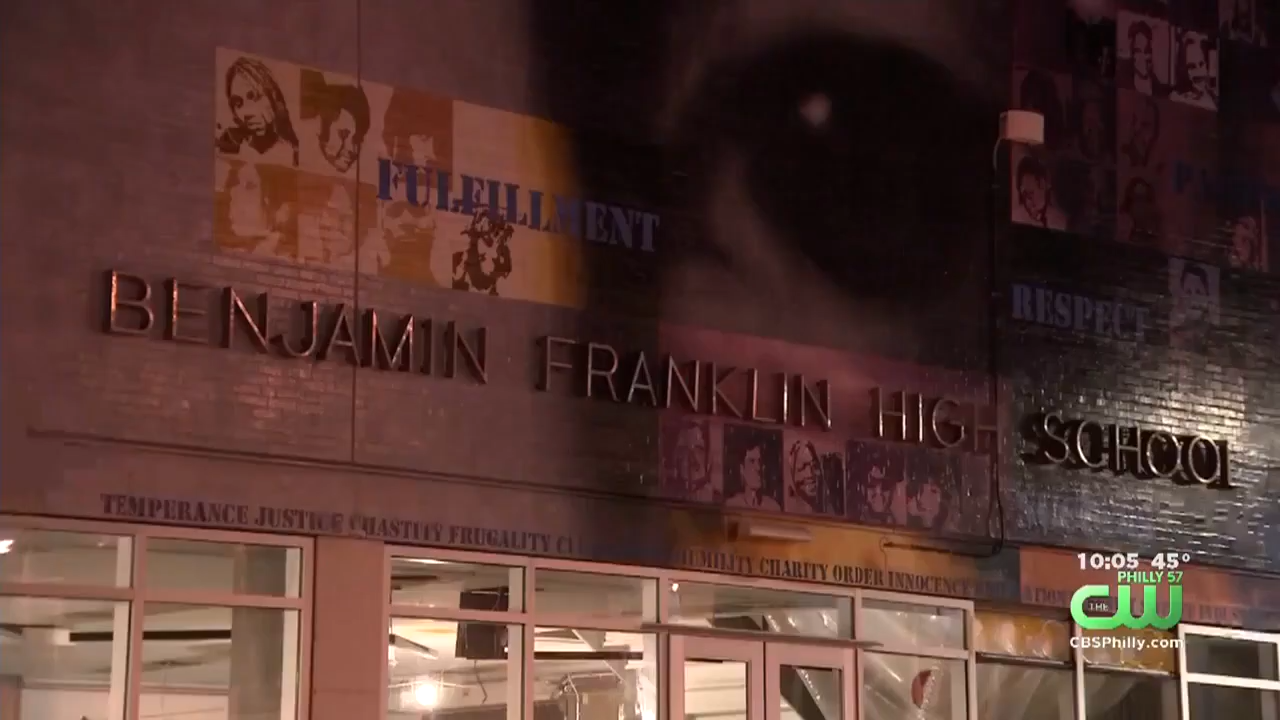 FULFILLMENT
RESPECT
BENJAMIN FRANKLIN HIGH SCHOOL
TEMPERANCE JUSTICE CHASTITY FRUGALITY
HUMILITY CHARITY ORDER INNOCENCE
10:05 45°
PHILLY 57
THE CW
CBSPhilly.com